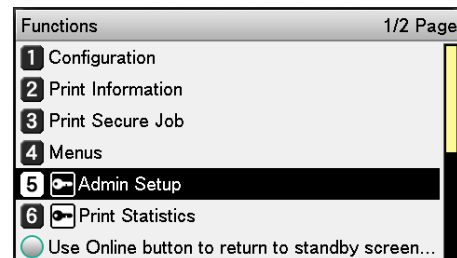 Functions 1/2 Page
1 Configuration
2 Print Information
3 Print Secure Job
4 Menus
5 Admin Setup
6 Print Statistics
Use Online button to return to standby screen...